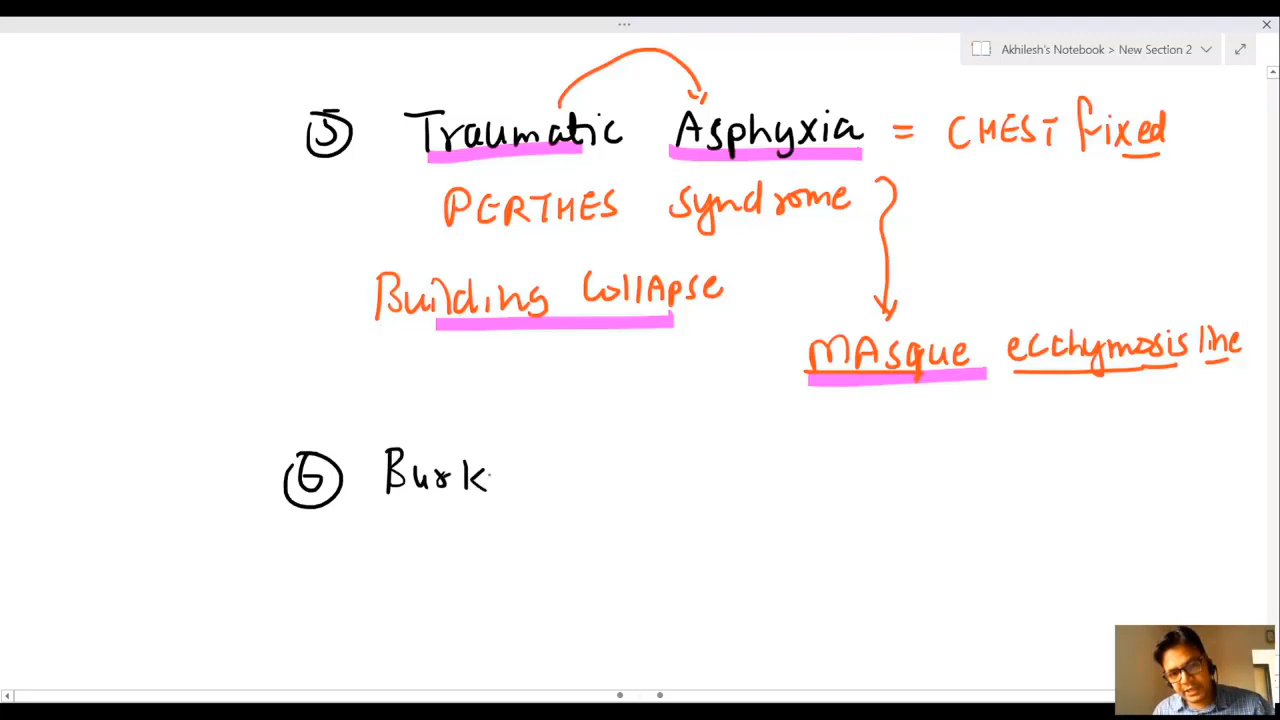 Akhilesh's Notebook > New Section 2
5 Traumatic Asphyxia = CHEST fixed
PERTHES syndrome
Building CollApse
MAsque ecchymosis line
6 Burk